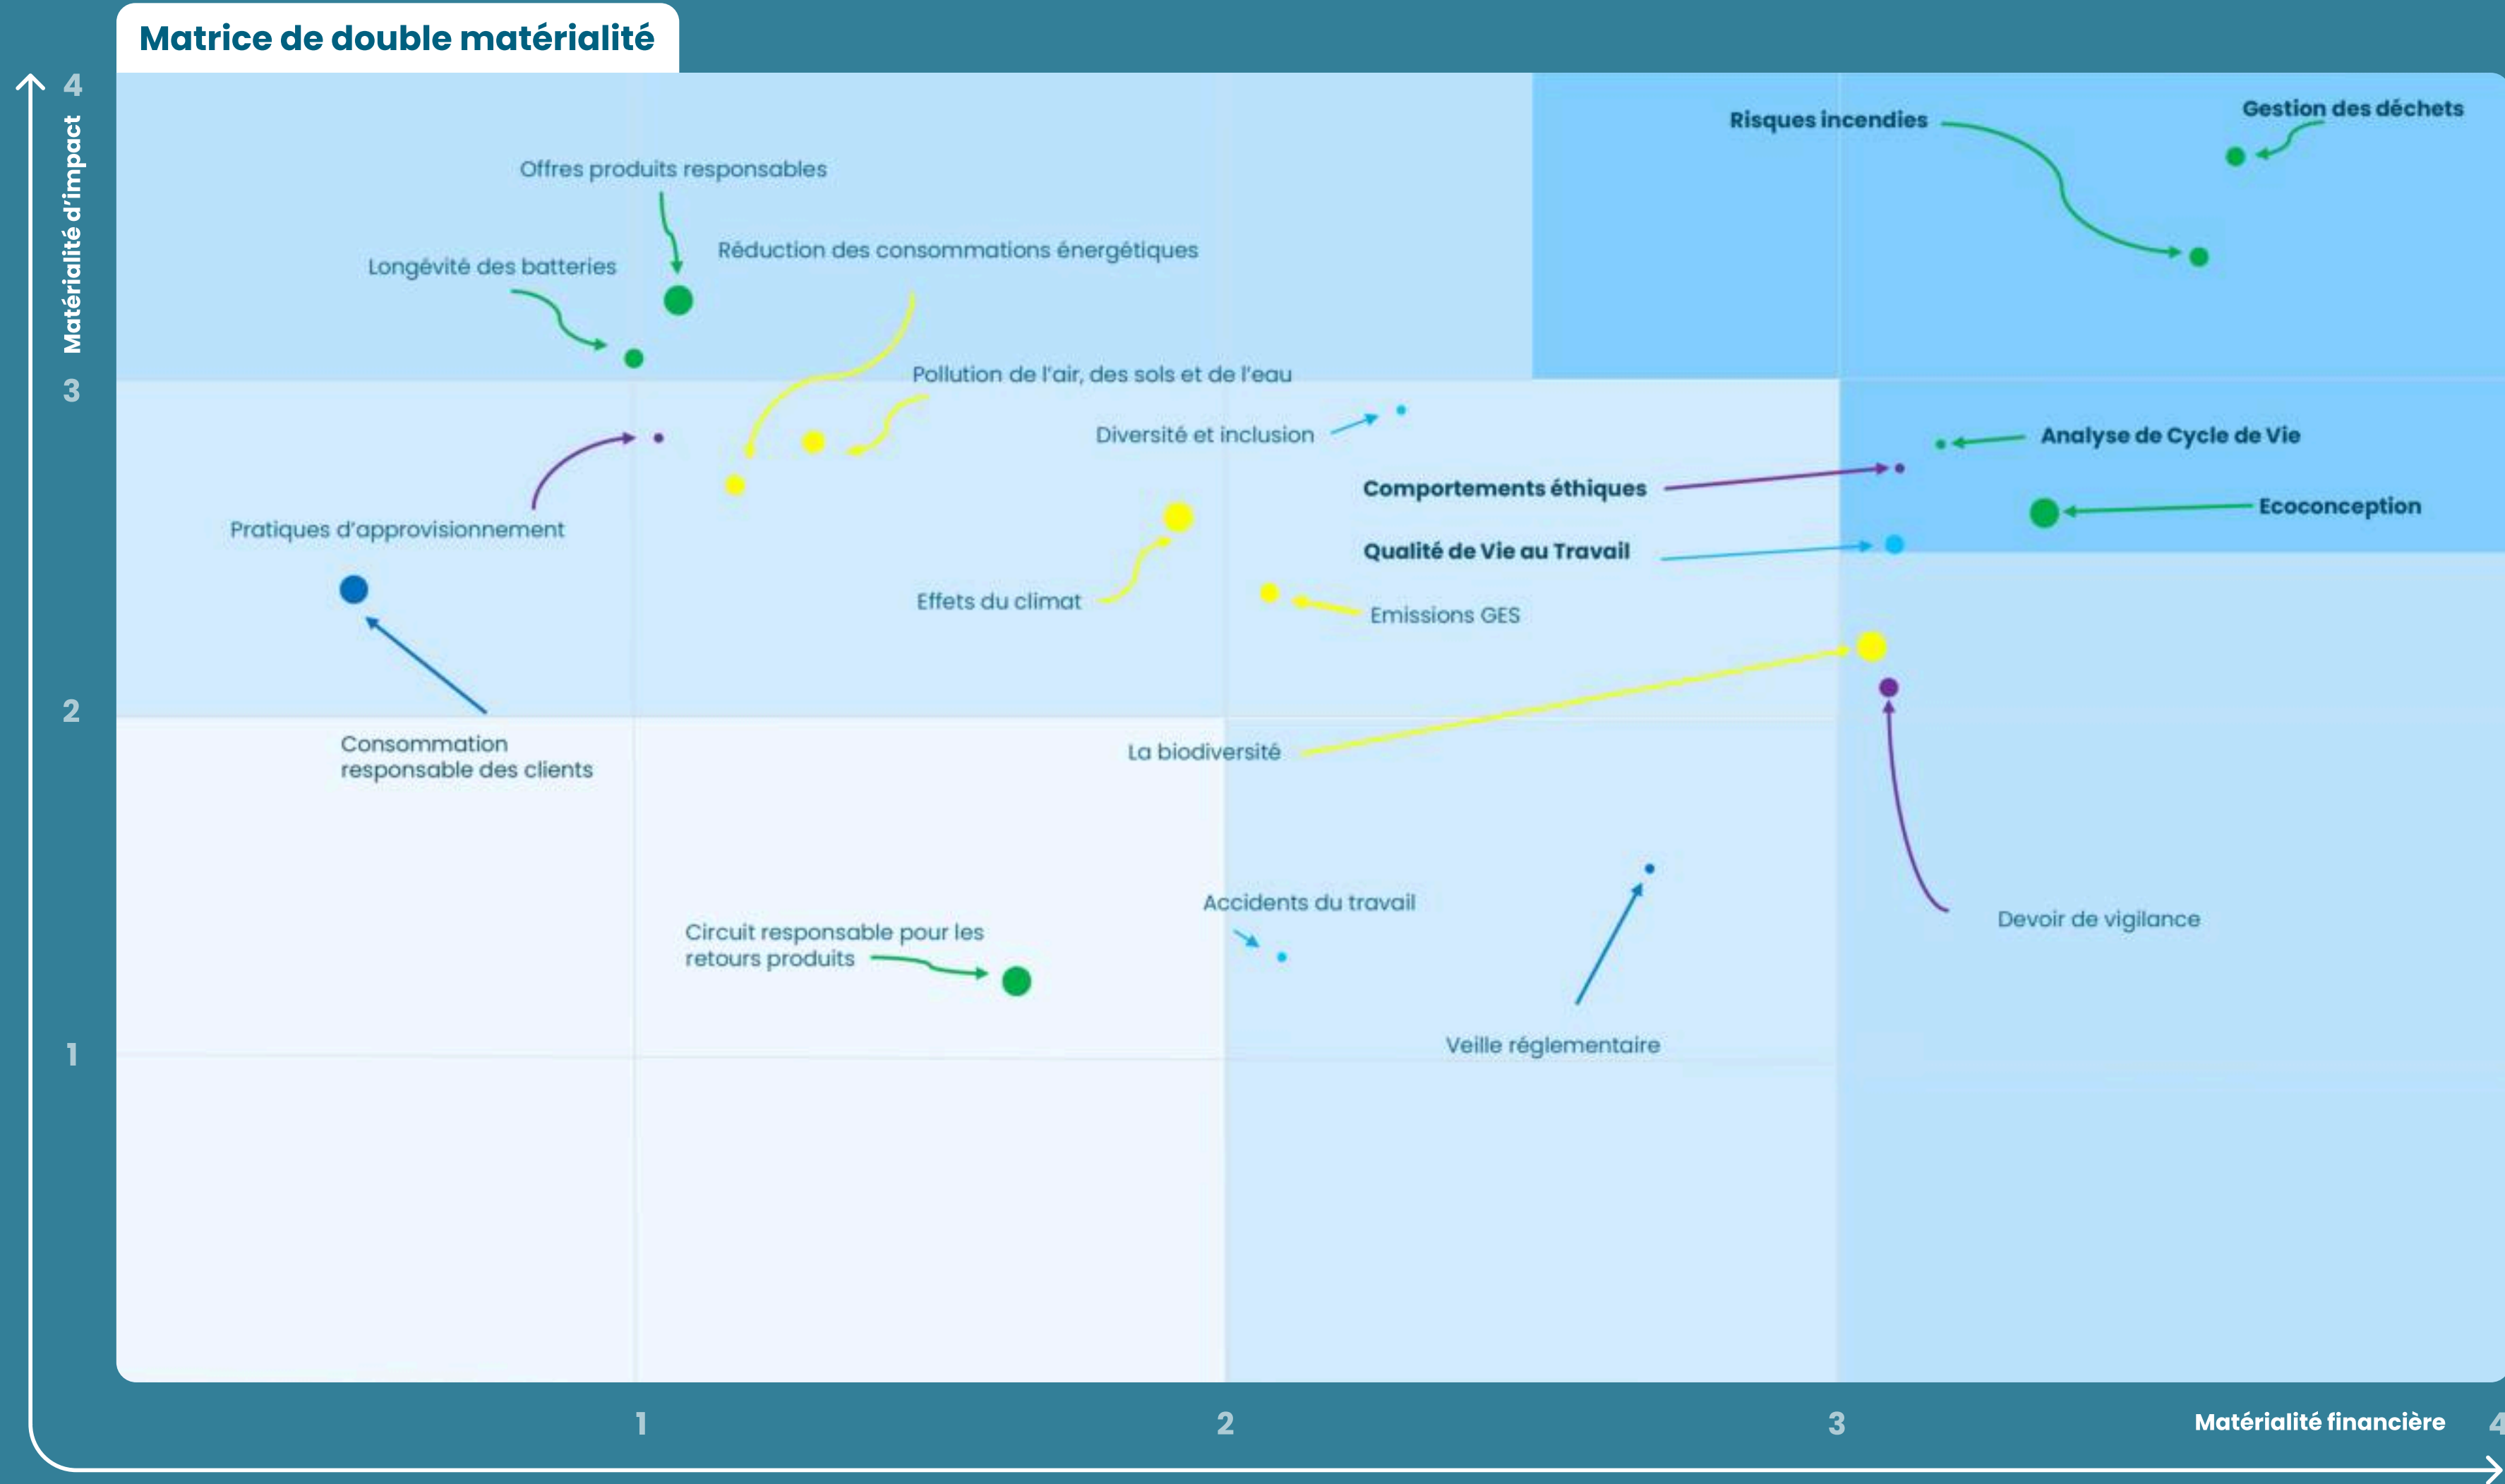 Matrice de double matérialité
4
Matérialité d’impact
Gestion des déchets
Risques incendies
Offres produits responsables
Réduction des consommations énergétiques
Longévité des batteries
Pollution de l’air, des sols et de l’eau
3
Diversité et inclusion
Analyse de Cycle de Vie
Comportements éthiques
Ecoconception
Pratiques d’approvisionnement
Qualité de Vie au Travail
Effets du climat
Emissions GES
2
Consommation
responsable des clients
La biodiversité
Accidents du travail
Devoir de vigilance
Circuit responsable pour les
retours produits
Veille réglementaire
1
1
2
3
Matérialité financière
4